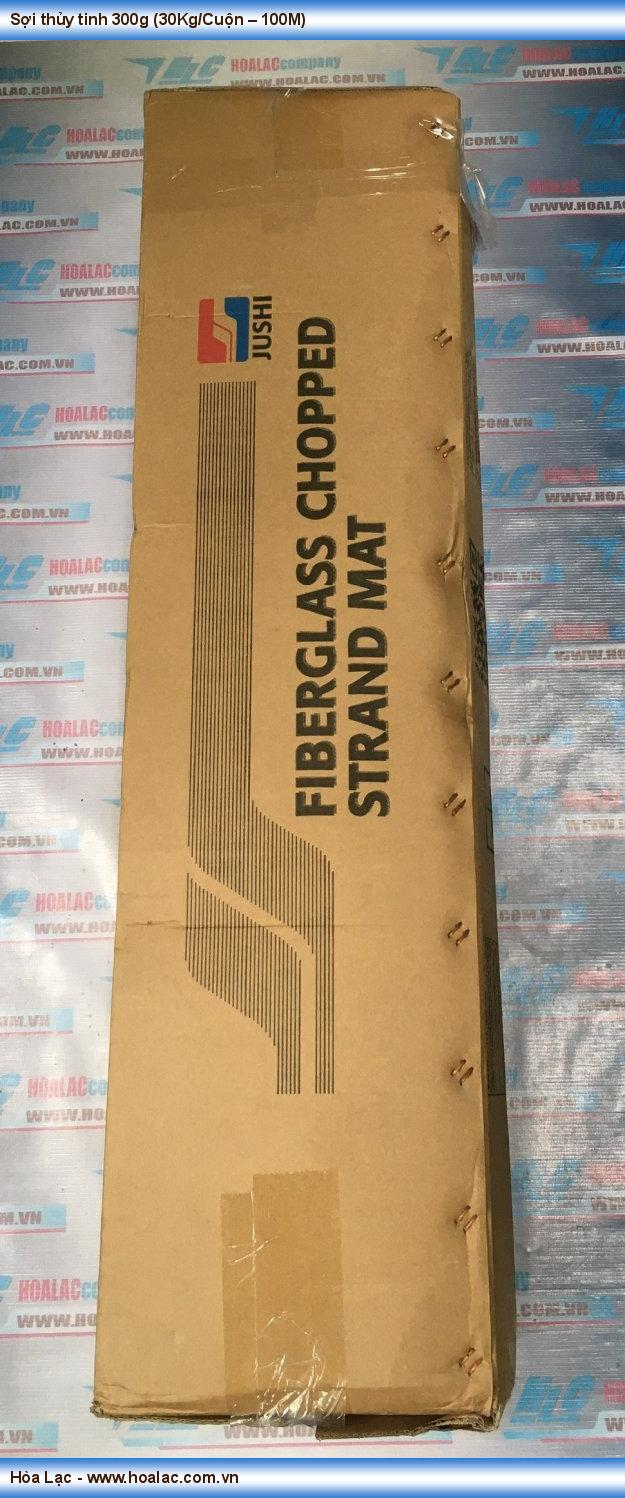 Sợi thủy tinh 300g (30Kg/Cuộn – 100M)
JUSHI
FIBERGLASS CHOPPED
STRAND MAT
HLC
HOALACcompany
WWW.HOALAC.COM.VN
Hòa Lạc - www.hoalac.com.vn